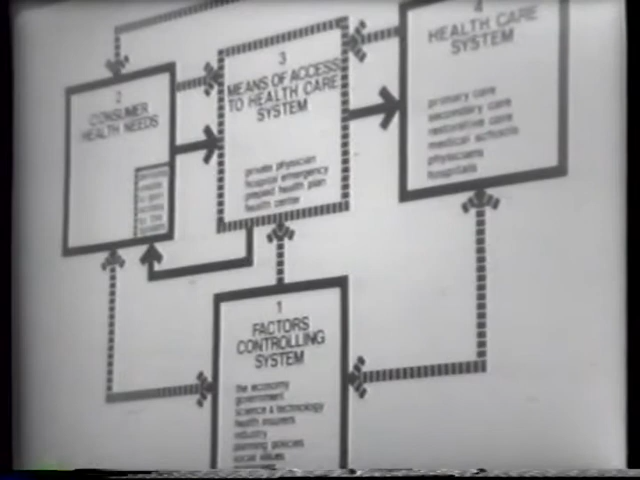 2
CONSUMER
HEALTH NEEDS
3
MEANS OF ACCESS
TO HEALTH CARE
SYSTEM
private physician
hospital emergency
prepaid health plan
health center
4
HEALTH CARE
SYSTEM
primary care
secondary care
restorative care
medical schools
physicians
hospitals
1
FACTORS
CONTROLLING
SYSTEM
the economy
government
science & technology
health insurers
industry
planning policies
social values